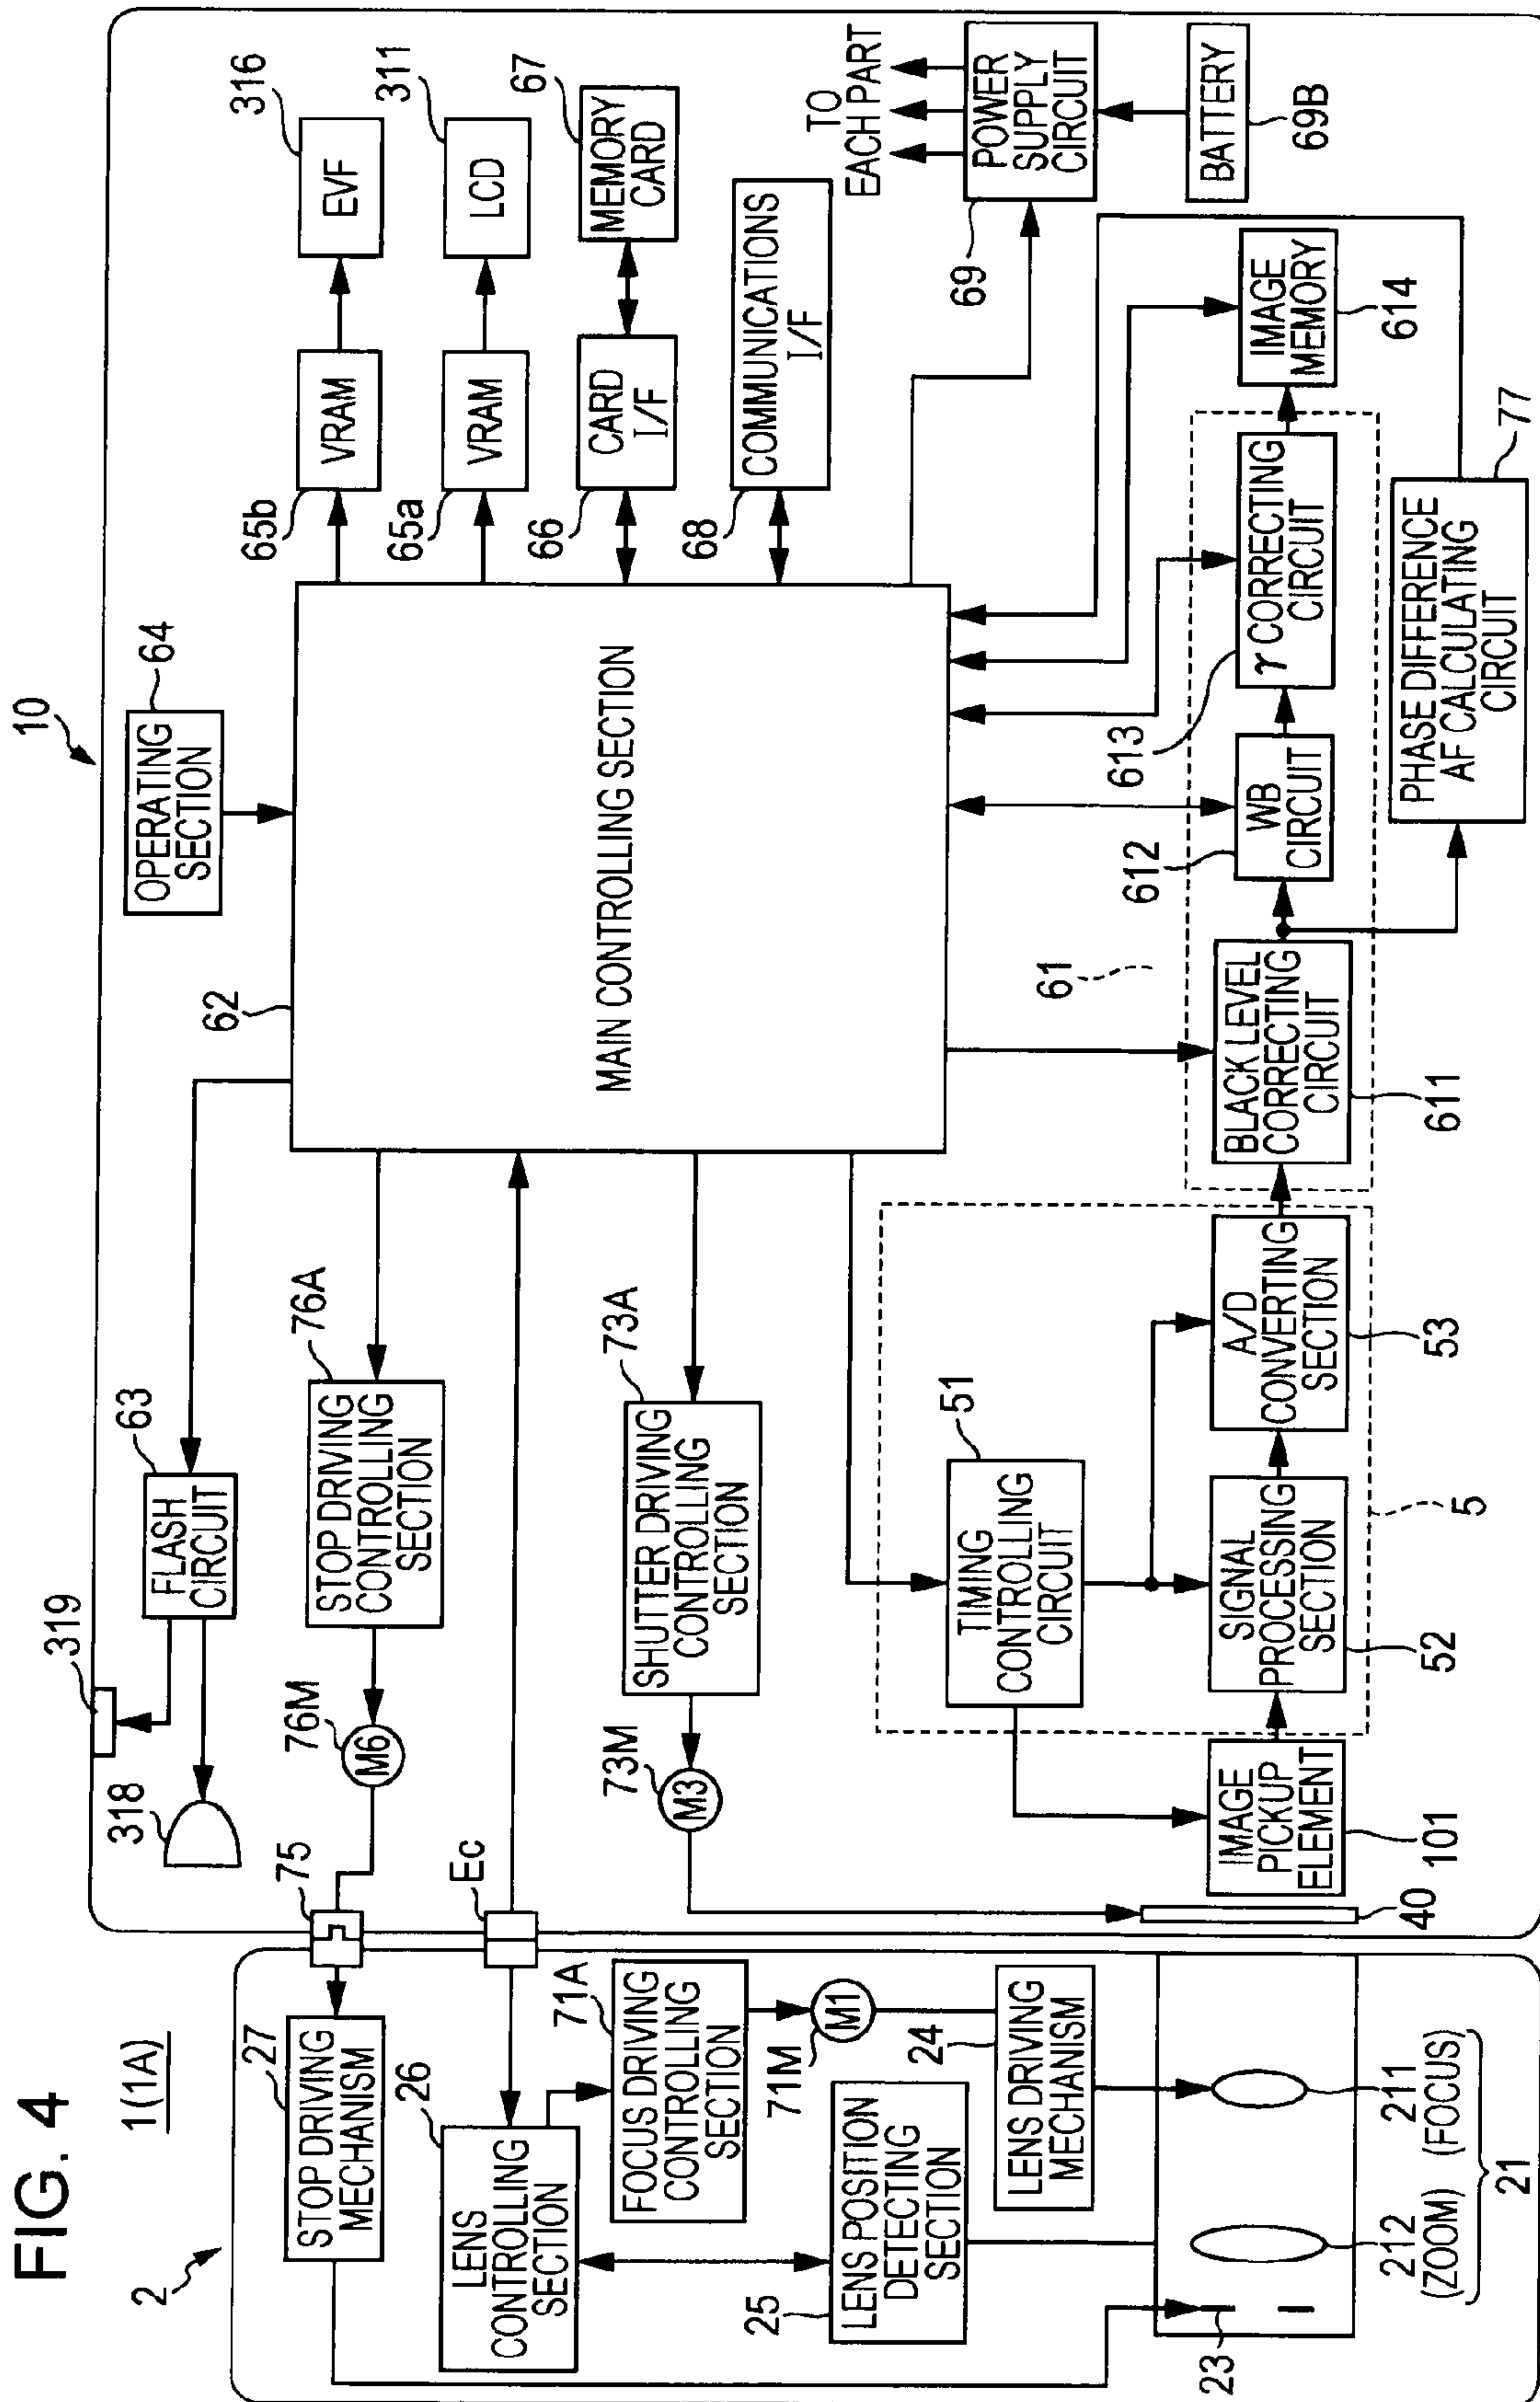 FIG. 4
1(1A)
10
2
27
STOP DRIVING
MECHANISM
26
LENS
CONTROLLING
SECTION
71A
FOCUS DRIVING
CONTROLLING
SECTION
25
LENS POSITION
DETECTING
SECTION
71M
M1
24
LENS DRIVING
MECHANISM
23
212
(ZOOM)
211
(FOCUS)
21
75
Ec
319
318
63
FLASH
CIRCUIT
76M
M6
76A
STOP DRIVING
CONTROLLING
SECTION
73M
M3
73A
SHUTTER DRIVING
CONTROLLING
SECTION
40
IMAGE
PICKUP
ELEMENT
101
51
TIMING
CONTROLLING
CIRCUIT
SIGNAL
PROCESSING
SECTION
52
A/D
CONVERTING
SECTION
53
5
62
MAIN CONTROLLING SECTION
64
OPERATING
SECTION
61
BLACK LEVEL
CORRECTING
CIRCUIT
611
612
WB
CIRCUIT
613
γ CORRECTING
CIRCUIT
IMAGE
MEMORY
614
PHASE DIFFERENCE
AF CALCULATING
CIRCUIT
77
65b
VRAM
316
EVF
65a
VRAM
311
LCD
66
CARD
I/F
67
MEMORY
CARD
68
COMMUNICATIONS
I/F
TO
EACH PART
69
POWER
SUPPLY
CIRCUIT
BATTERY
69B